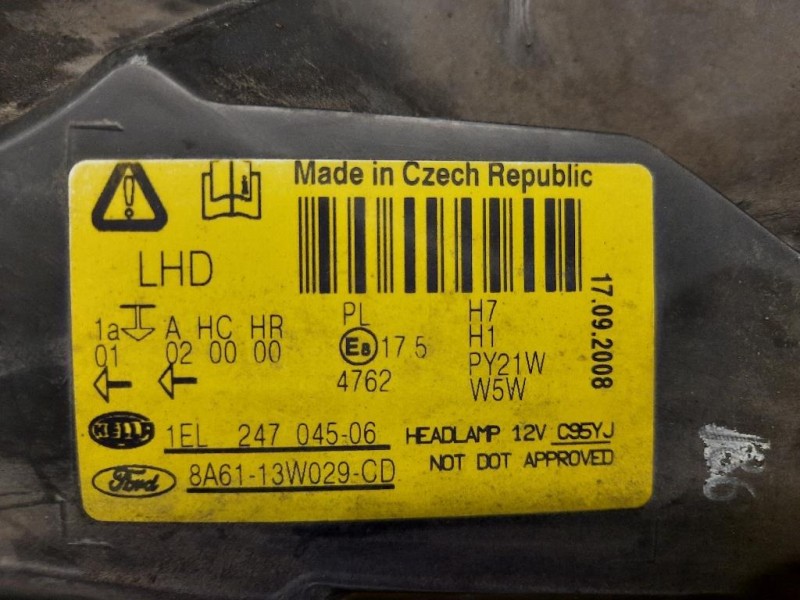 Made in Czech Republic
LHD
17.09.2008
1a A HC HR
01 02 00 00
PL
E8 17 5
4762
H7
H1
PY21W
W5W
HELLA 1EL 247 045-06
HEADLAMP 12V C95YJ
NOT DOT APPROVED
Ford 8A61-13W029-CD